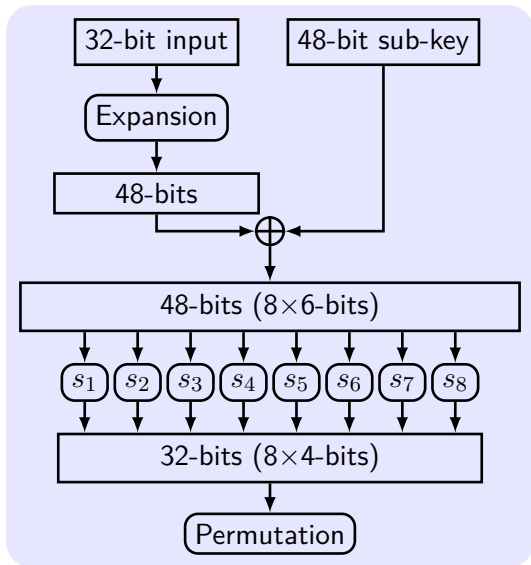 32-bit input
48-bit sub-key
Expansion
48-bits
48-bits (8×6-bits)
s₁ s₂ s₃ s₄ s₅ s₆ s₇ s₈
32-bits (8×4-bits)
Permutation